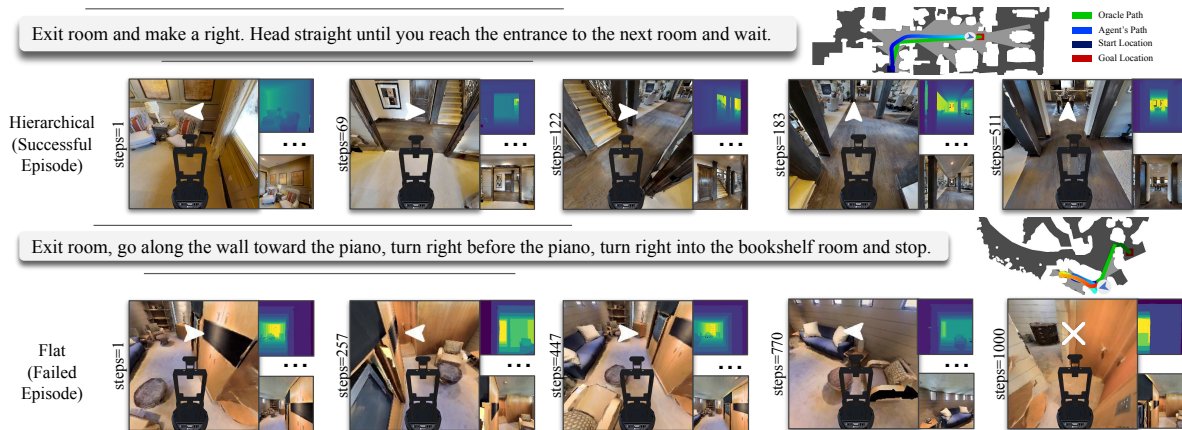 Exit room and make a right. Head straight until you reach the entrance to the next room and wait.
Oracle Path
Agent's Path
Start Location
Goal Location
Hierarchical
(Successful
Episode)
steps=1
steps=69
steps=122
steps=183
steps=511
Exit room, go along the wall toward the piano, turn right before the piano, turn right into the bookshelf room and stop.
Flat
(Failed
Episode)
steps=1
steps=257
steps=447
steps=770
steps=1000